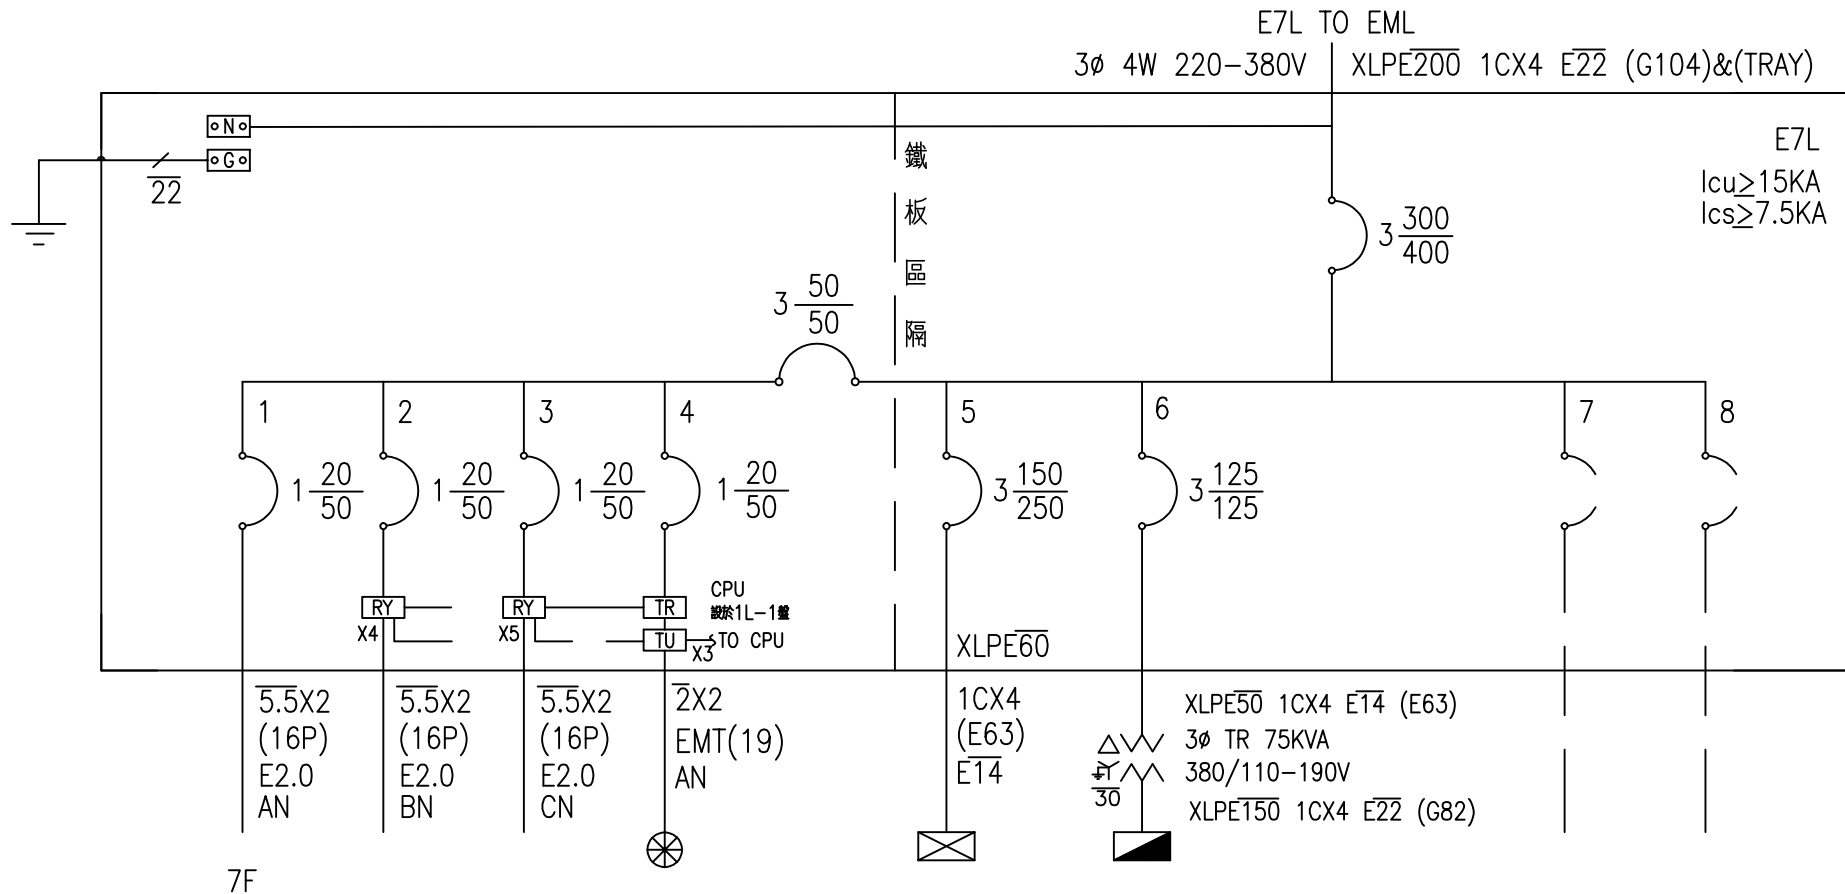 E7L TO EML
3ø 4W 220-380V XLPE200 1CX4 E22 (G104)&(TRAY)
N
G
22
鐵
板
區
隔
E7L
Icu≥15KA
Ics≥7.5KA
3 300/400
3 50/50
1 2 3 4 5 6 7 8
1 20/50 1 20/50 1 20/50 1 20/50 3 150/250 3 125/125
CPU
設於1L-1盤
RY RY TR
X4 X5 TU X3 TO CPU
XLPE60
5.5X2
(16P)
E2.0
AN
5.5X2
(16P)
E2.0
BN
5.5X2
(16P)
E2.0
CN
2X2
EMT(19)
AN
1CX4
(E63)
E14
XLPE50 1CX4 E14 (E63)
3ø TR 75KVA
380/110-190V
30
XLPE150 1CX4 E22 (G82)
7F